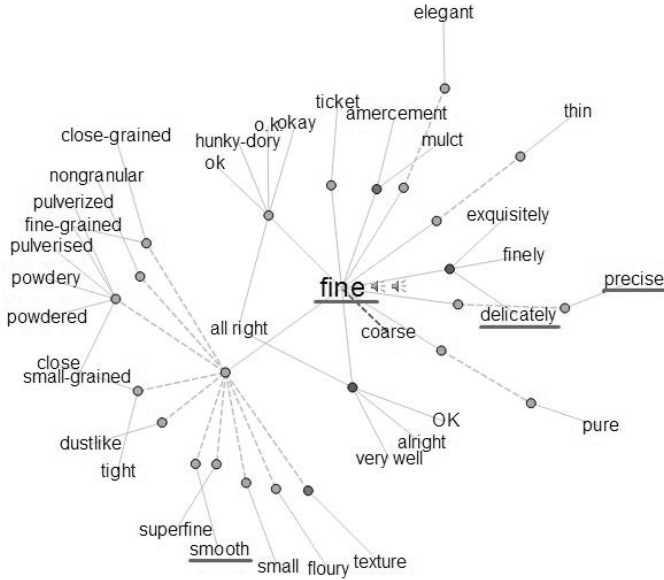 elegant
ticket
amercement
o.k.
okay
thin
close-grained
hunky-dory
mulct
ok
nongranular
pulverized
exquisitely
fine-grained
pulverised
finely
powdery
fine
precise
powdered
delicately
all right
coarse
close
small-grained
OK
pure
dustlike
alright
very well
tight
superfine
smooth
small
floury
texture